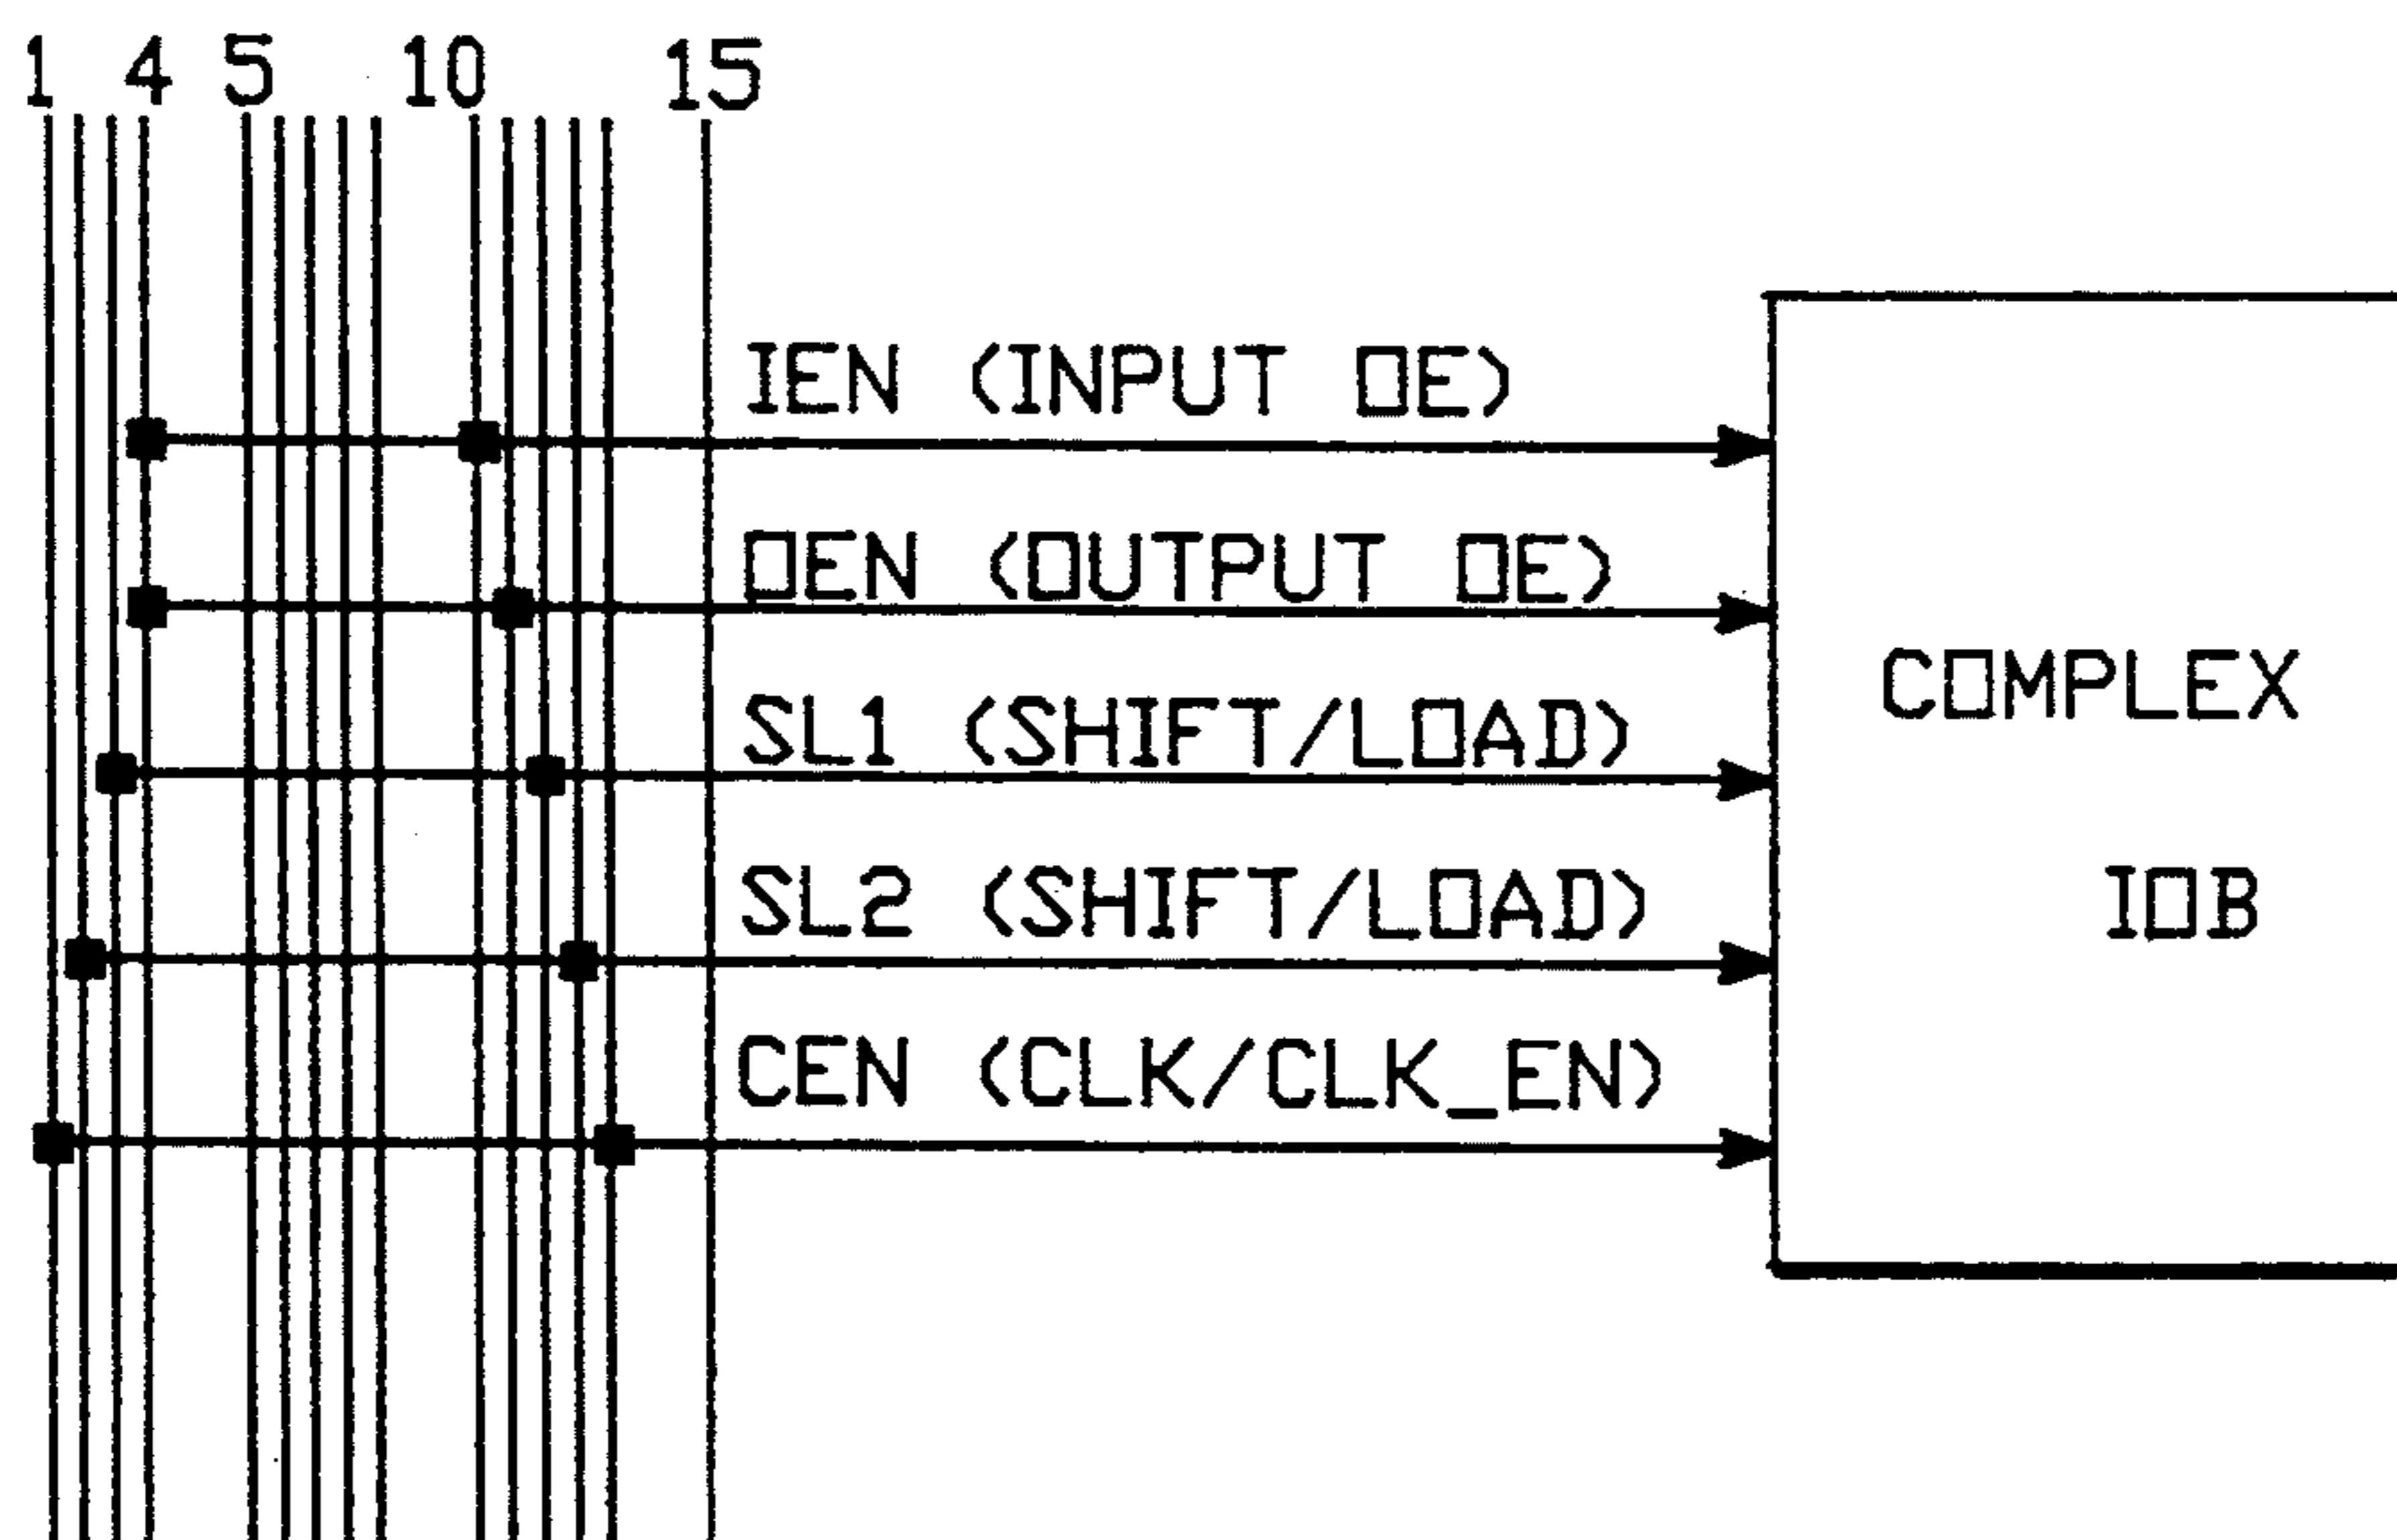 1 4 5 10 15
IEN (INPUT OE)
OEN (OUTPUT OE)
SL1 (SHIFT/LOAD)
COMPLEX
SL2 (SHIFT/LOAD)
IOB
CEN (CLK/CLK_EN)